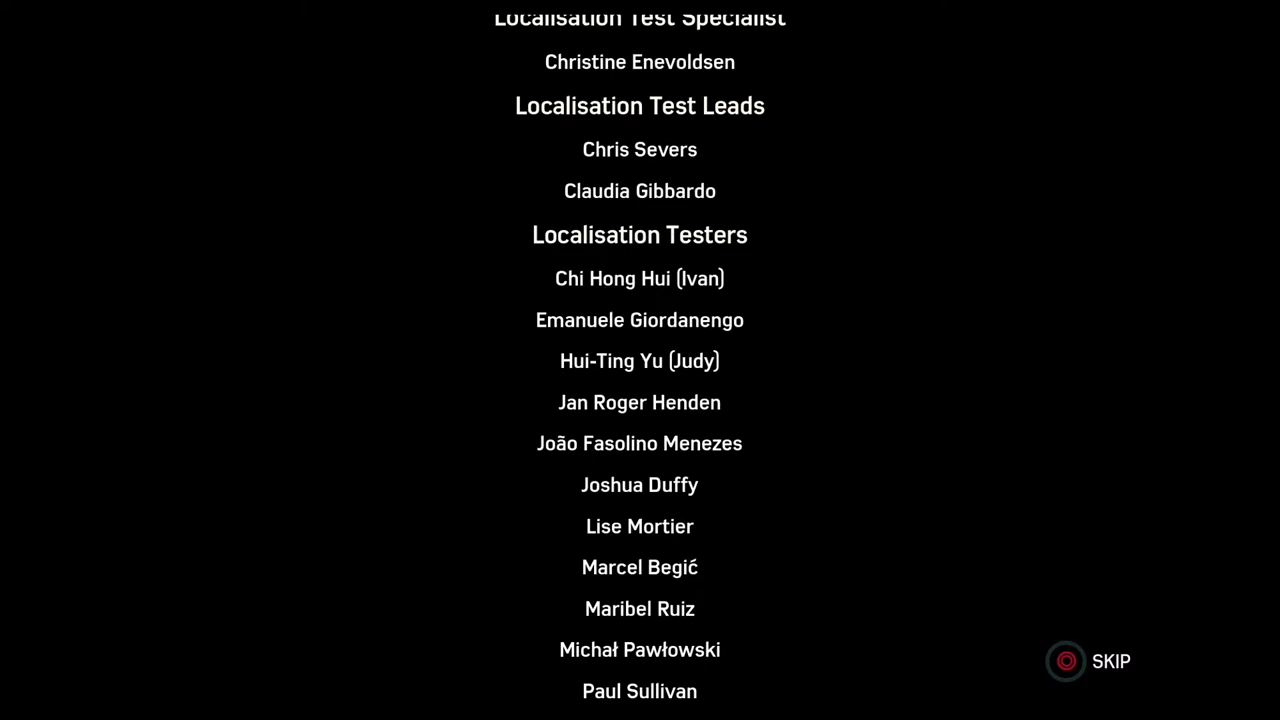 Localisation Test Specialist
Christine Enevoldsen
Localisation Test Leads
Chris Severs
Claudia Gibbardo
Localisation Testers
Chi Hong Hui (Ivan)
Emanuele Giordanengo
Hui-Ting Yu (Judy)
Jan Roger Henden
João Fasolino Menezes
Joshua Duffy
Lise Mortier
Marcel Begić
Maribel Ruiz
Michał Pawłowski
SKIP
Paul Sullivan